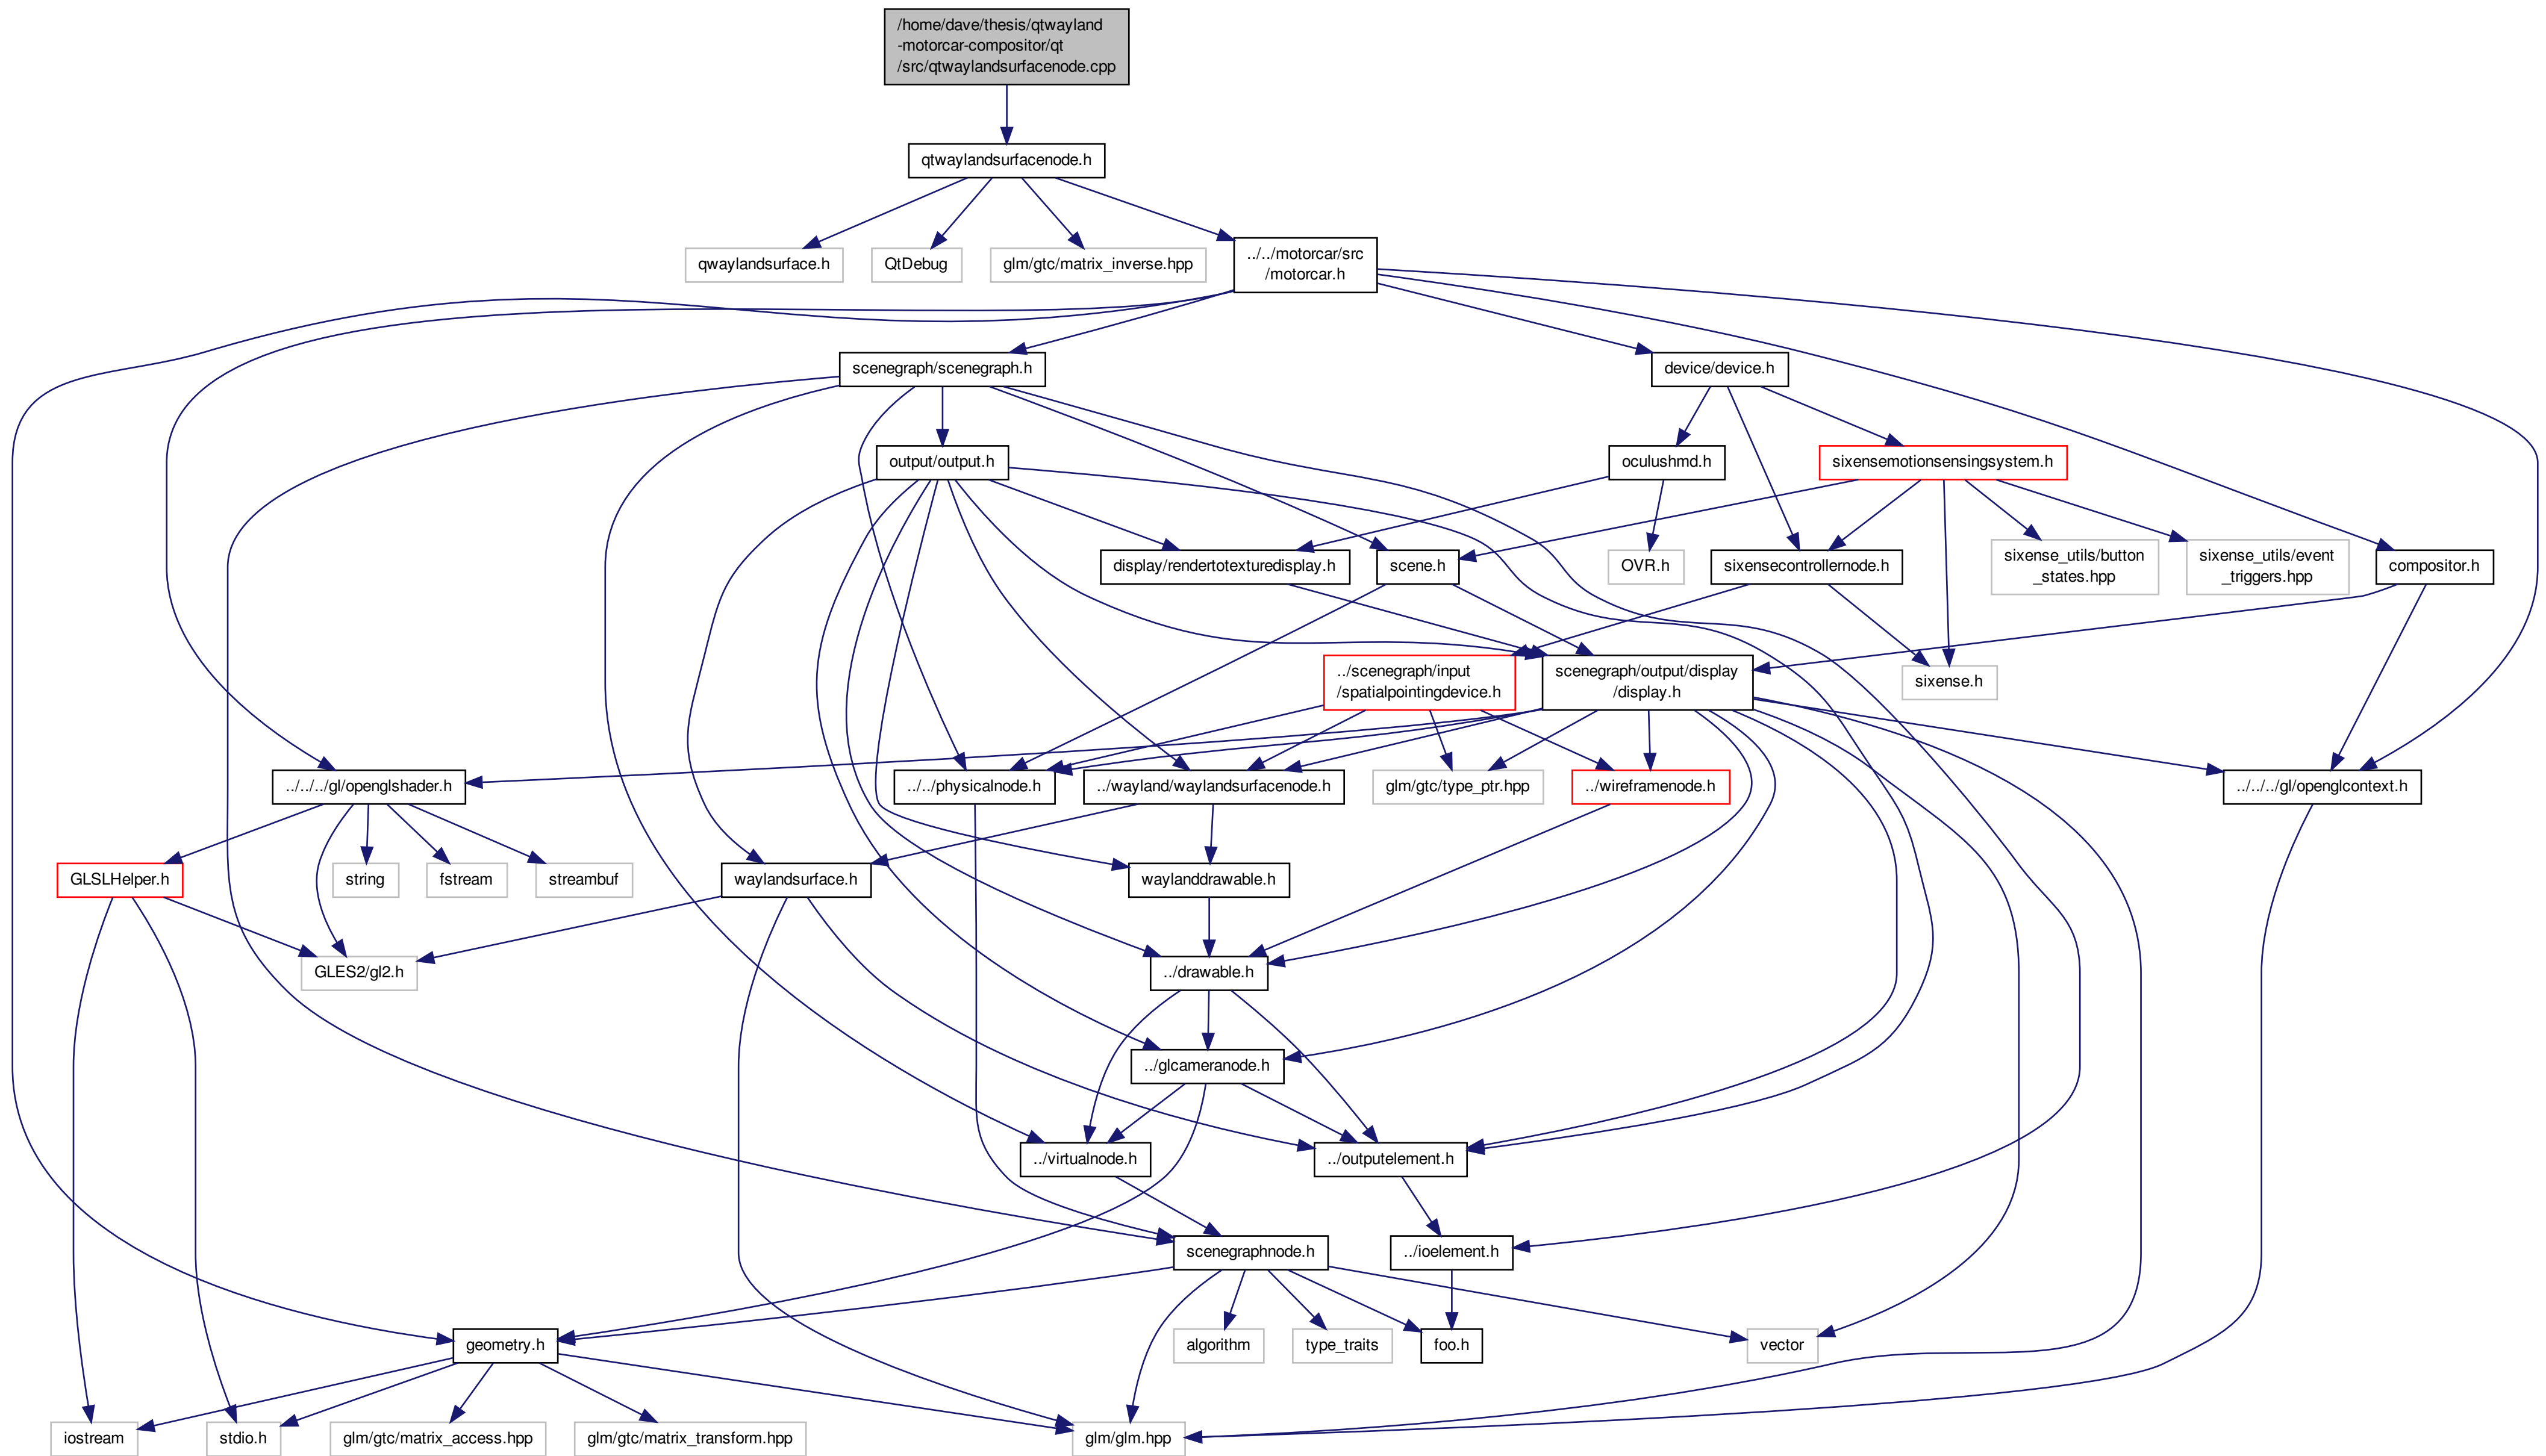 /home/dave/thesis/qtwayland
-motorcar-compositor/qt
/src/qtwaylandsurfacenode.cpp
qtwaylandsurfacenode.h
qwaylandsurface.h
QtDebug
glm/gtc/matrix_inverse.hpp
../../motorcar/src
/motorcar.h
scenegraph/scenegraph.h
device/device.h
output/output.h
oculushmd.h
sixensemotionsensingsystem.h
display/rendertotexturedisplay.h
scene.h
OVR.h
sixensecontrollernode.h
sixense_utils/button
_states.hpp
sixense_utils/event
_triggers.hpp
compositor.h
../scenegraph/input
/spatialpointingdevice.h
scenegraph/output/display
/display.h
sixense.h
../../../gl/openglshader.h
../../physicalnode.h
../wayland/waylandsurfacenode.h
glm/gtc/type_ptr.hpp
../wireframenode.h
../../../gl/openglcontext.h
GLSLHelper.h
string
fstream
streambuf
waylandsurface.h
waylanddrawable.h
GLES2/gl2.h
../drawable.h
../glcameranode.h
../virtualnode.h
../outputelement.h
scenegraphnode.h
../ioelement.h
geometry.h
algorithm
type_traits
foo.h
vector
iostream
stdio.h
glm/gtc/matrix_access.hpp
glm/gtc/matrix_transform.hpp
glm/glm.hpp